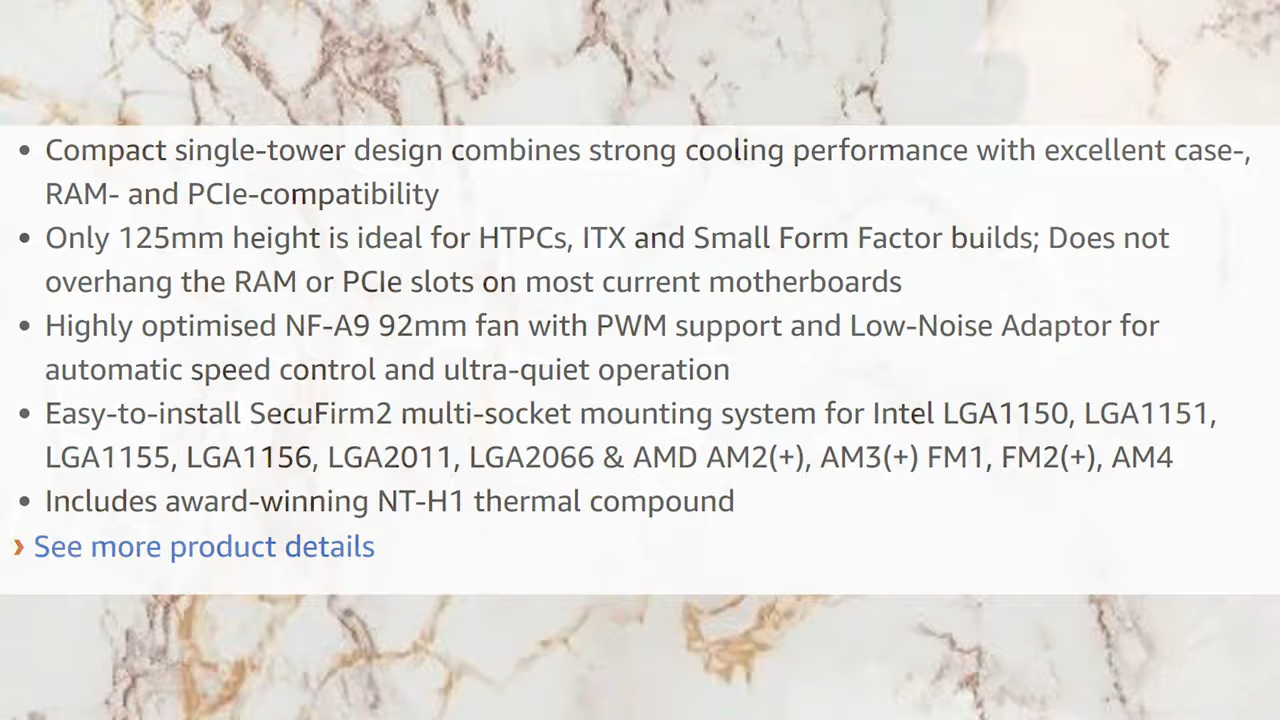 • Compact single-tower design combines strong cooling performance with excellent case-,
RAM- and PCIe-compatibility
• Only 125mm height is ideal for HTPCs, ITX and Small Form Factor builds; Does not
overhang the RAM or PCIe slots on most current motherboards
• Highly optimised NF-A9 92mm fan with PWM support and Low-Noise Adaptor for
automatic speed control and ultra-quiet operation
• Easy-to-install SecuFirm2 multi-socket mounting system for Intel LGA1150, LGA1151,
LGA1155, LGA1156, LGA2011, LGA2066 & AMD AM2(+), AM3(+) FM1, FM2(+), AM4
• Includes award-winning NT-H1 thermal compound
› See more product details